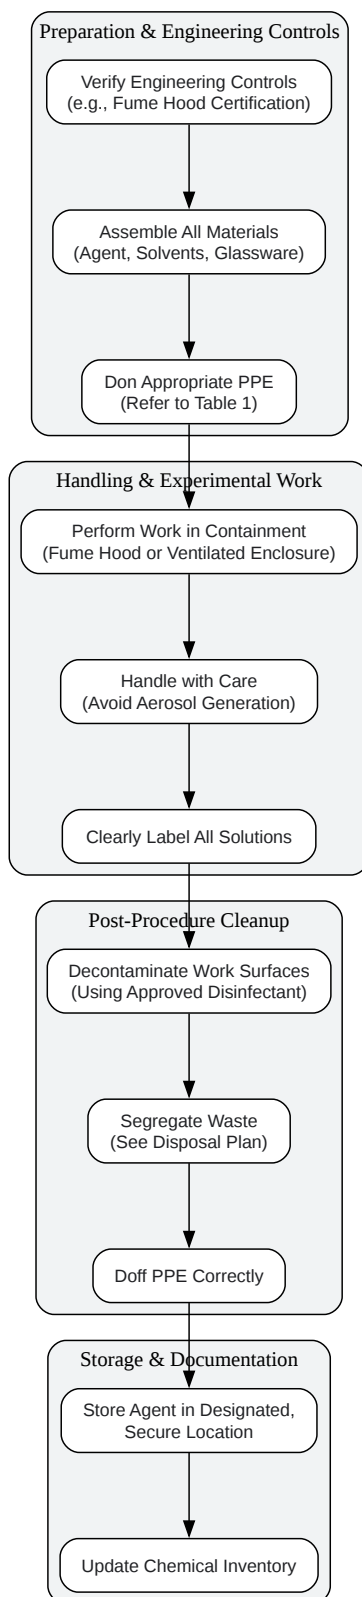 Preparation & Engineering Controls
Verify Engineering Controls
(e.g., Fume Hood Certification)
Assemble All Materials
(Agent, Solvents, Glassware)
Don Appropriate PPE
(Refer to Table 1)
Handling & Experimental Work
Perform Work in Containment
(Fume Hood or Ventilated Enclosure)
Handle with Care
(Avoid Aerosol Generation)
Clearly Label All Solutions
Post-Procedure Cleanup
Decontaminate Work Surfaces
(Using Approved Disinfectant)
Segregate Waste
(See Disposal Plan)
Doff PPE Correctly
Storage & Documentation
Store Agent in Designated,
Secure Location
Update Chemical Inventory